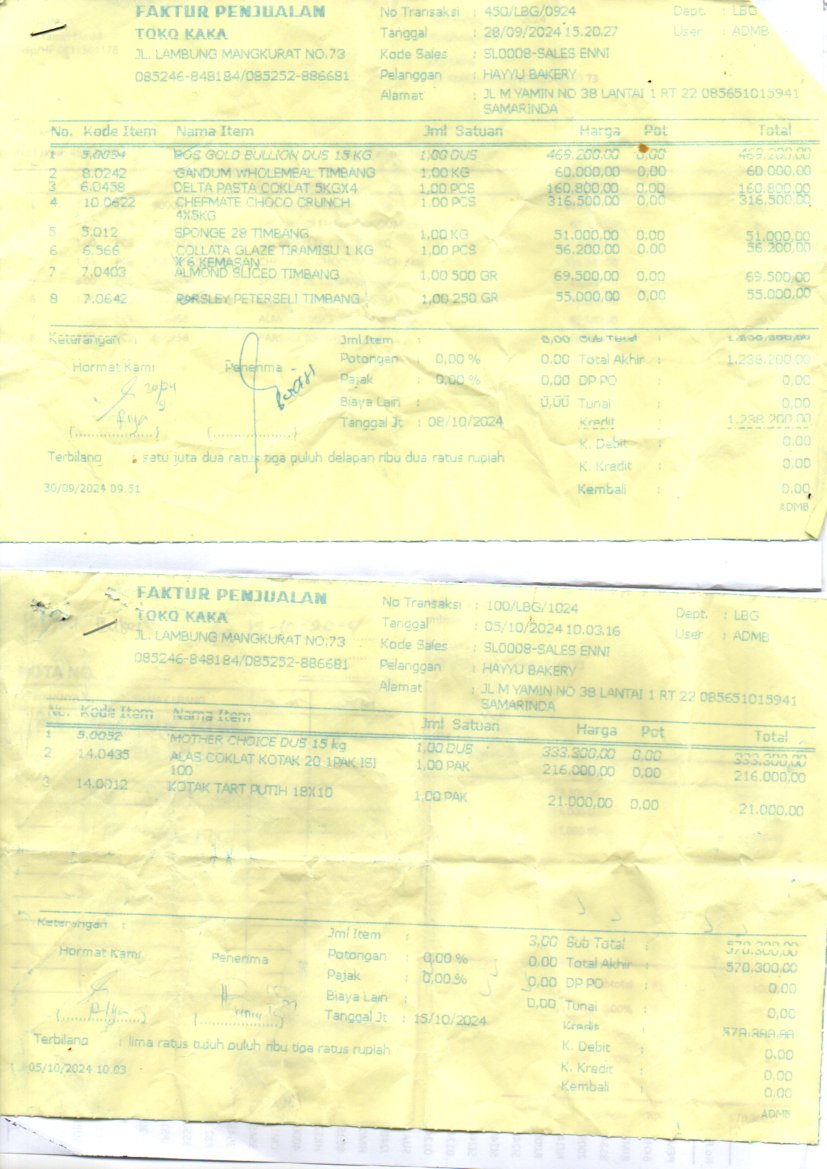 FAKTUR PENJUALAN No Transaksi : 450/LBG/0924 Dept. : LBG
TOKO KAKA Tanggal : 28/09/2024 15.20.27 User : ADMB
JL. LAMBUNG MANGKURAT NO.73 Kode Sales : SL0008-SALES ENNI
085246-848184/085252-886681 Pelanggan : HAYYU BAKERY
Alamat : JL M YAMIN NO 38 LANTAI 1 RT 22 085651015941
SAMARINDA
No. Kode Item Nama Item Jml Satuan Harga Pot Total
1 5.0054 BOS GOLD BULLION DUS 15 KG 1,00 DUS 469.200,00 0,00 469.200,00
2 8.0242 GANDUM WHOLEMEAL TIMBANG 1,00 KG 60.000,00 0,00 60.000,00
3 6.0458 DELTA PASTA COKLAT 5KGX4 1,00 PCS 160.800,00 0,00 160.800,00
4 10.0622 CHEFMATE CHOCO CRUNCH 1,00 PCS 316.500,00 0,00 316.500,00
4X5KG
5 5.012 SPONGE 28 TIMBANG 1,00 KG 51.000,00 0,00 51.000,00
6 6.566 COLLATA GLAZE TIRAMISU 1 KG 1,00 PCS 56.200,00 0,00 56.200,00
X 6 KEMASAN
7 7.0403 ALMOND SLICED TIMBANG 1,00 500 GR 69.500,00 0,00 69.500,00
8 7.0642 PARSLEY PETERSELI TIMBANG 1,00 250 GR 55.000,00 0,00 55.000,00
Keterangan : Jml Item : 0,00 Sub Total : 1.238.200,00
Hormat Kami Penerima Potongan : 0,00 % 0.00 Total Akhir : 1.238.200,00
Pajak : 0,00 % 0,00 DP PO : 0,00
30/09
Biaya Lain : 0,00 Tunai : 0,00
Alya
(................) (................) Tanggal Jt : 08/10/2024 Kredit : 1.238.200,00
K. Debit : 0.00
Terbilang : satu juta dua ratus tiga puluh delapan ribu dua ratus rupiah K. Kredit : 0.00
30/09/2024 09.51 Kembali : 0.00
ADMB
FAKTUR PENJUALAN No Transaksi : 100/LBG/1024 Dept. : LBG
TOKO KAKA Tanggal : 05/10/2024 10.03.16 User : ADMB
JL. LAMBUNG MANGKURAT NO.73 Kode Sales : SL0008-SALES ENNI
085246-848184/085252-886681 Pelanggan : HAYYU BAKERY
Alamat : JL M YAMIN NO 38 LANTAI 1 RT 22 085651015941
SAMARINDA
No. Kode Item Nama Item Jml Satuan Harga Pot Total
1 5.0032 MOTHER CHOICE DUS 15 kg 1,00 DUS 333.300,00 0,00 333.300,00
2 14.0435 ALAS COKLAT KOTAK 20 1PAK ISI 1,00 PAK 216.000,00 0,00 216.000,00
100
3 14.0012 KOTAK TART PUTIH 18X10 1,00 PAK 21.000,00 0,00 21.000,00
Keterangan : Jml Item : 3,00 Sub Total : 570.300,00
Hormat Kami Penerima Potongan : 0,00 % 0.00 Total Akhir : 570.300,00
Pajak : 0,00 % 0.00 DP PO : 0.00
Biaya Lain : 0,00 Tunai : 0,00
Alya
(................) (................) Tanggal Jt : 15/10/2024 Kredit : 570.300,00
K. Debit : 0.00
Terbilang : lima ratus tujuh puluh ribu tiga ratus rupiah K. Kredit : 0.00
05/10/2024 10.03 Kembali : 0.00
ADMB